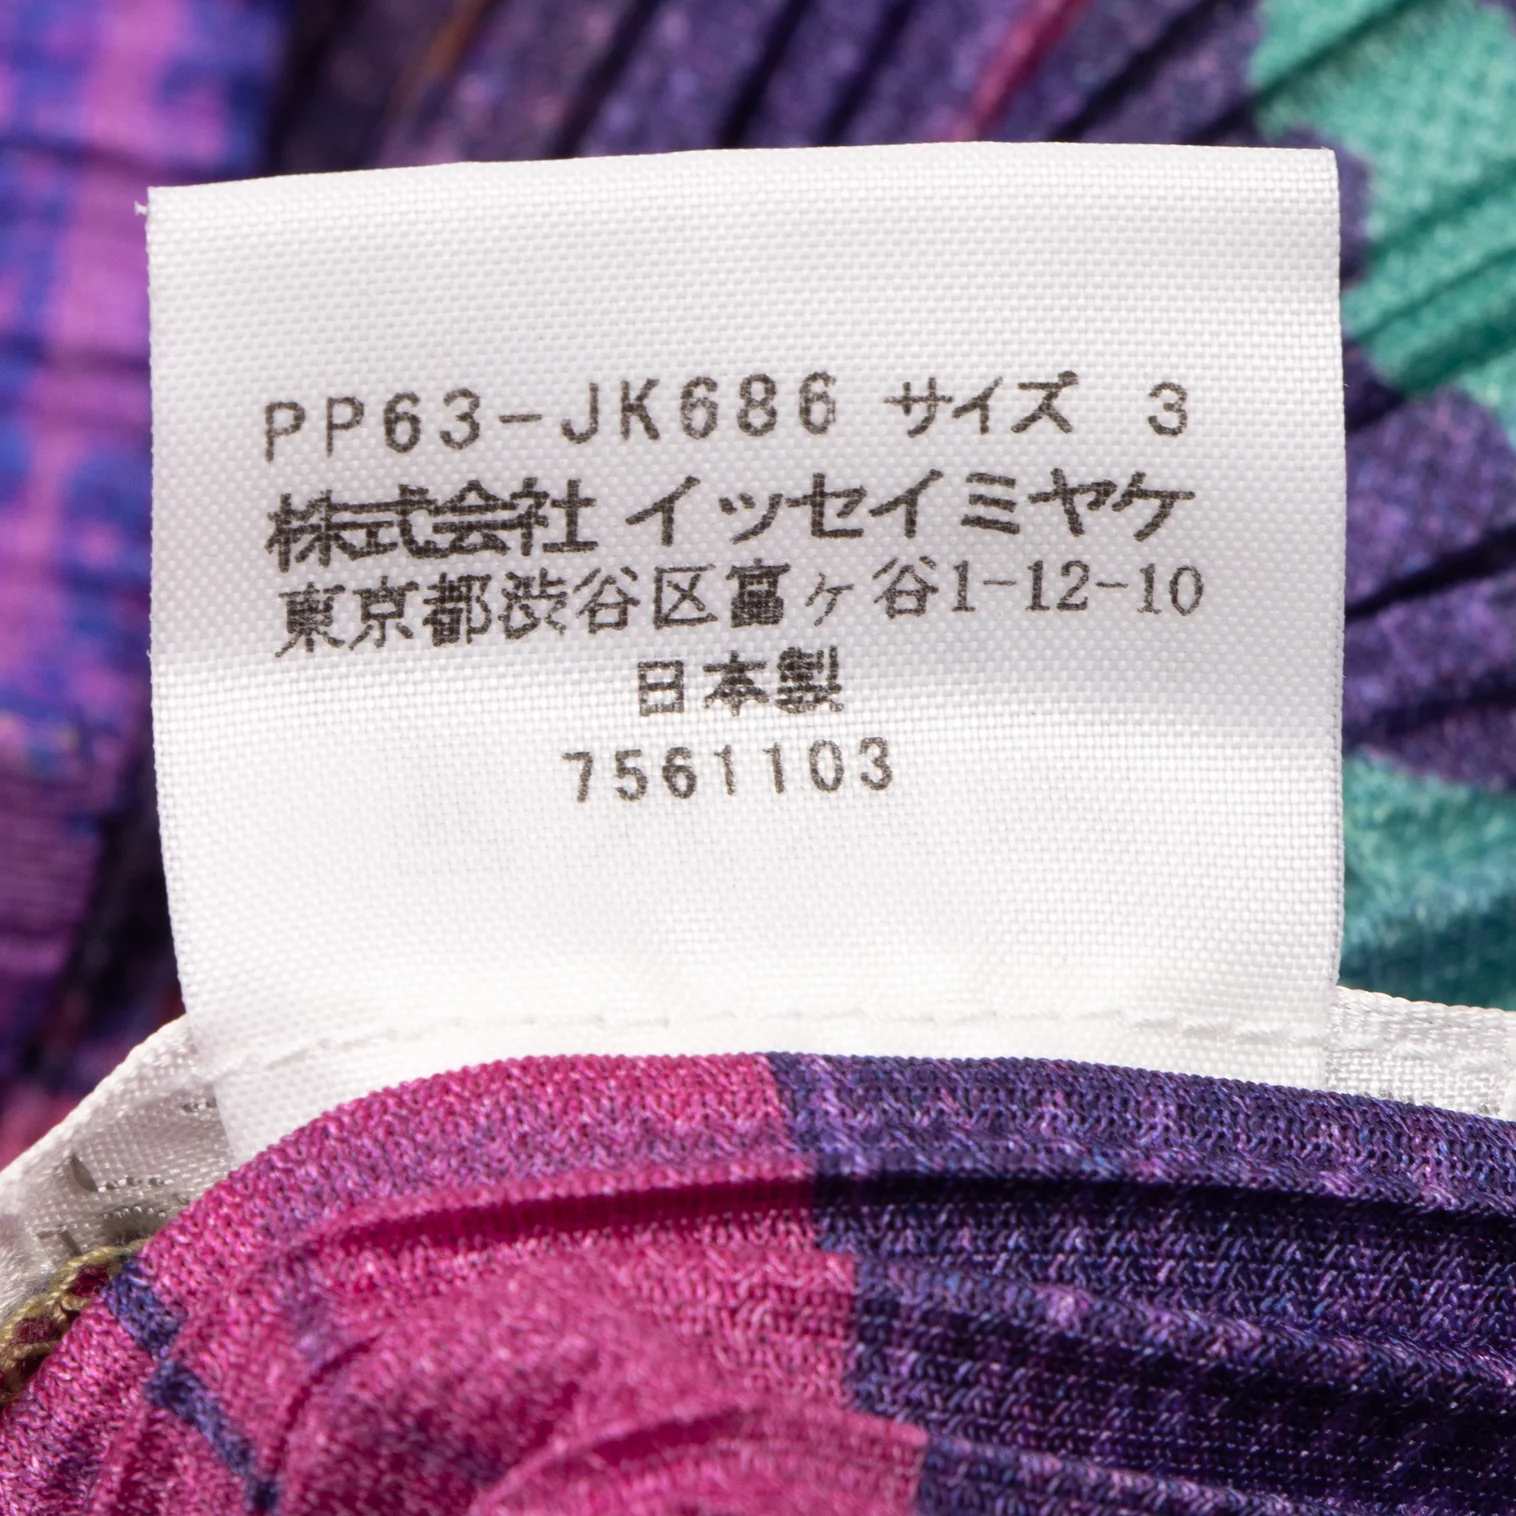 PP63-JK686 サイズ 3
株式会社 イッセイミヤケ
東京都渋谷区富ヶ谷1-12-10
日本製
7561103